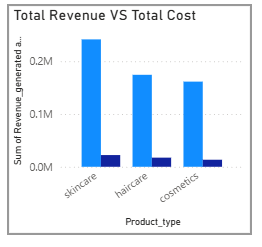 Total Revenue VS Total Cost
Sum of Revenue_generated a...
0.2M
0.1M
0.0M
skincare
haircare
cosmetics
Product_type